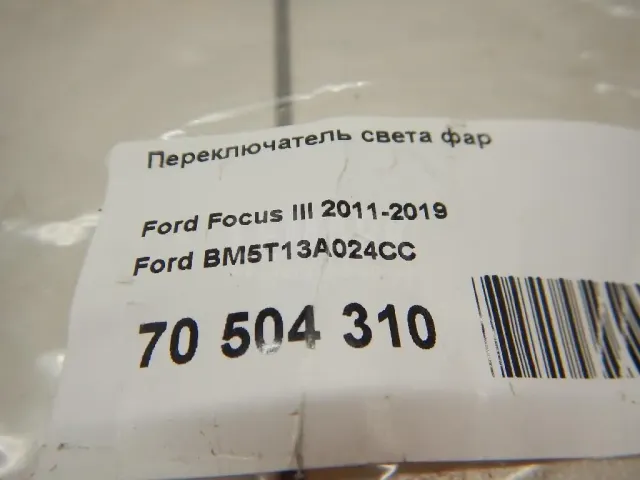 Переключатель света фар
Ford Focus III 2011-2019
Ford BM5T13A024CC
70 504 310